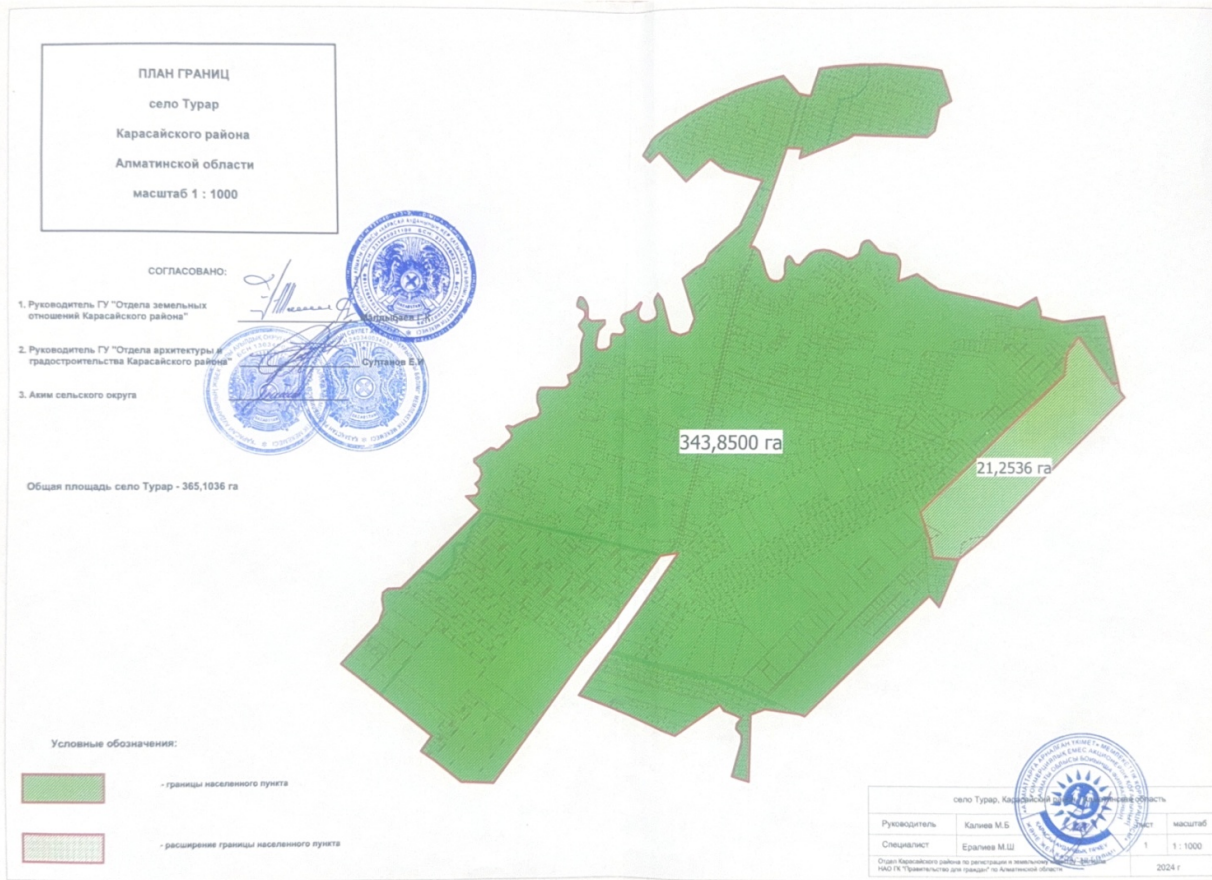 ПЛАН ГРАНИЦ
село Турар
Карасайского района
Алматинской области
масштаб 1 : 1000
СОГЛАСОВАНО:
1. Руководитель ГУ "Отдела земельных
отношений Карасайского района"
2. Руководитель ГУ "Отдела архитектуры и
градостроительства Карасайского района"
Султанов Е.И
3. Аким сельского округа
Общая площадь село Турар - 365,1036 га
343,8500 га
21,2536 га
Условные обозначения:
- границы населенного пункта
- расширение границы населенного пункта
село Турар, Карасайский область
Руководитель Калиев М.Б лист масштаб
Специалист Ералиев М.Ш 1 1 : 1000
Отдел Карасайского района по регистрации и земельному
НАО ГК "Правительство для граждан" по Алматинской области
2024 г